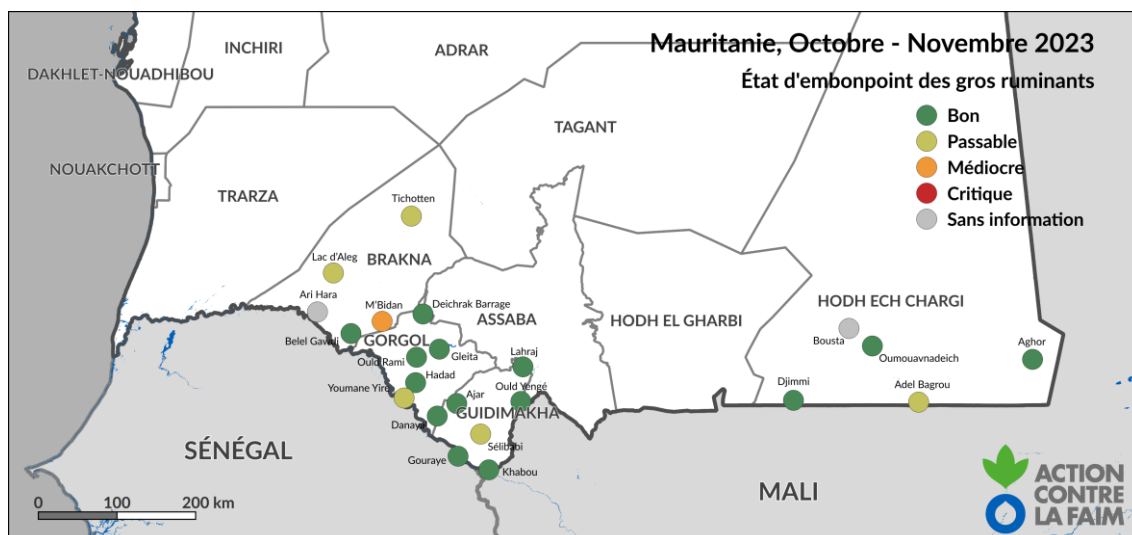 Mauritanie, Octobre - Novembre 2023
État d'embonpoint des gros ruminants
Bon
Passable
Médiocre
Critique
Sans information
INCHIRI
ADRAR
DAKHLET-NOUADHIBOU
TAGANT
NOUAKCHOTT
TRARZA
Tichotten
Lac d'Aleg
BRAKNA
Ari Hara
M'Bidan
Deichrak Barrage
ASSABA
HODH EL GHARBI
HODH ECH CHARGI
Belel Gawdi
GORGOL
Gleita
Lahraj
Bousta
Oumouavnadeich
Aghor
Ould Rami
Hadad
Youmane Yiré
Ajar
Ould Yengé
Djimmi
Adel Bagrou
GUIDIMAKHA
Danaya
Sélibabi
Gouraye
Khabou
SÉNÉGAL
MALI
0 100 200 km
ACTION
CONTRE
LA FAIM